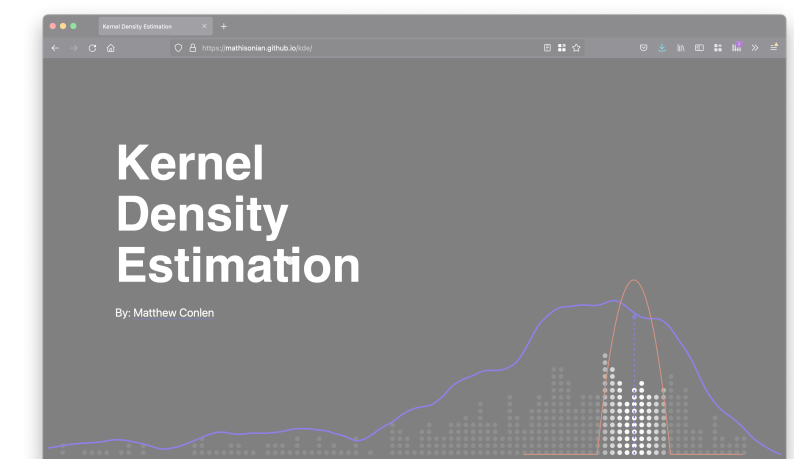 Kernel Density Estimation
https://mathisonian.github.io/kde/
Kernel
Density
Estimation
By: Matthew Conlen